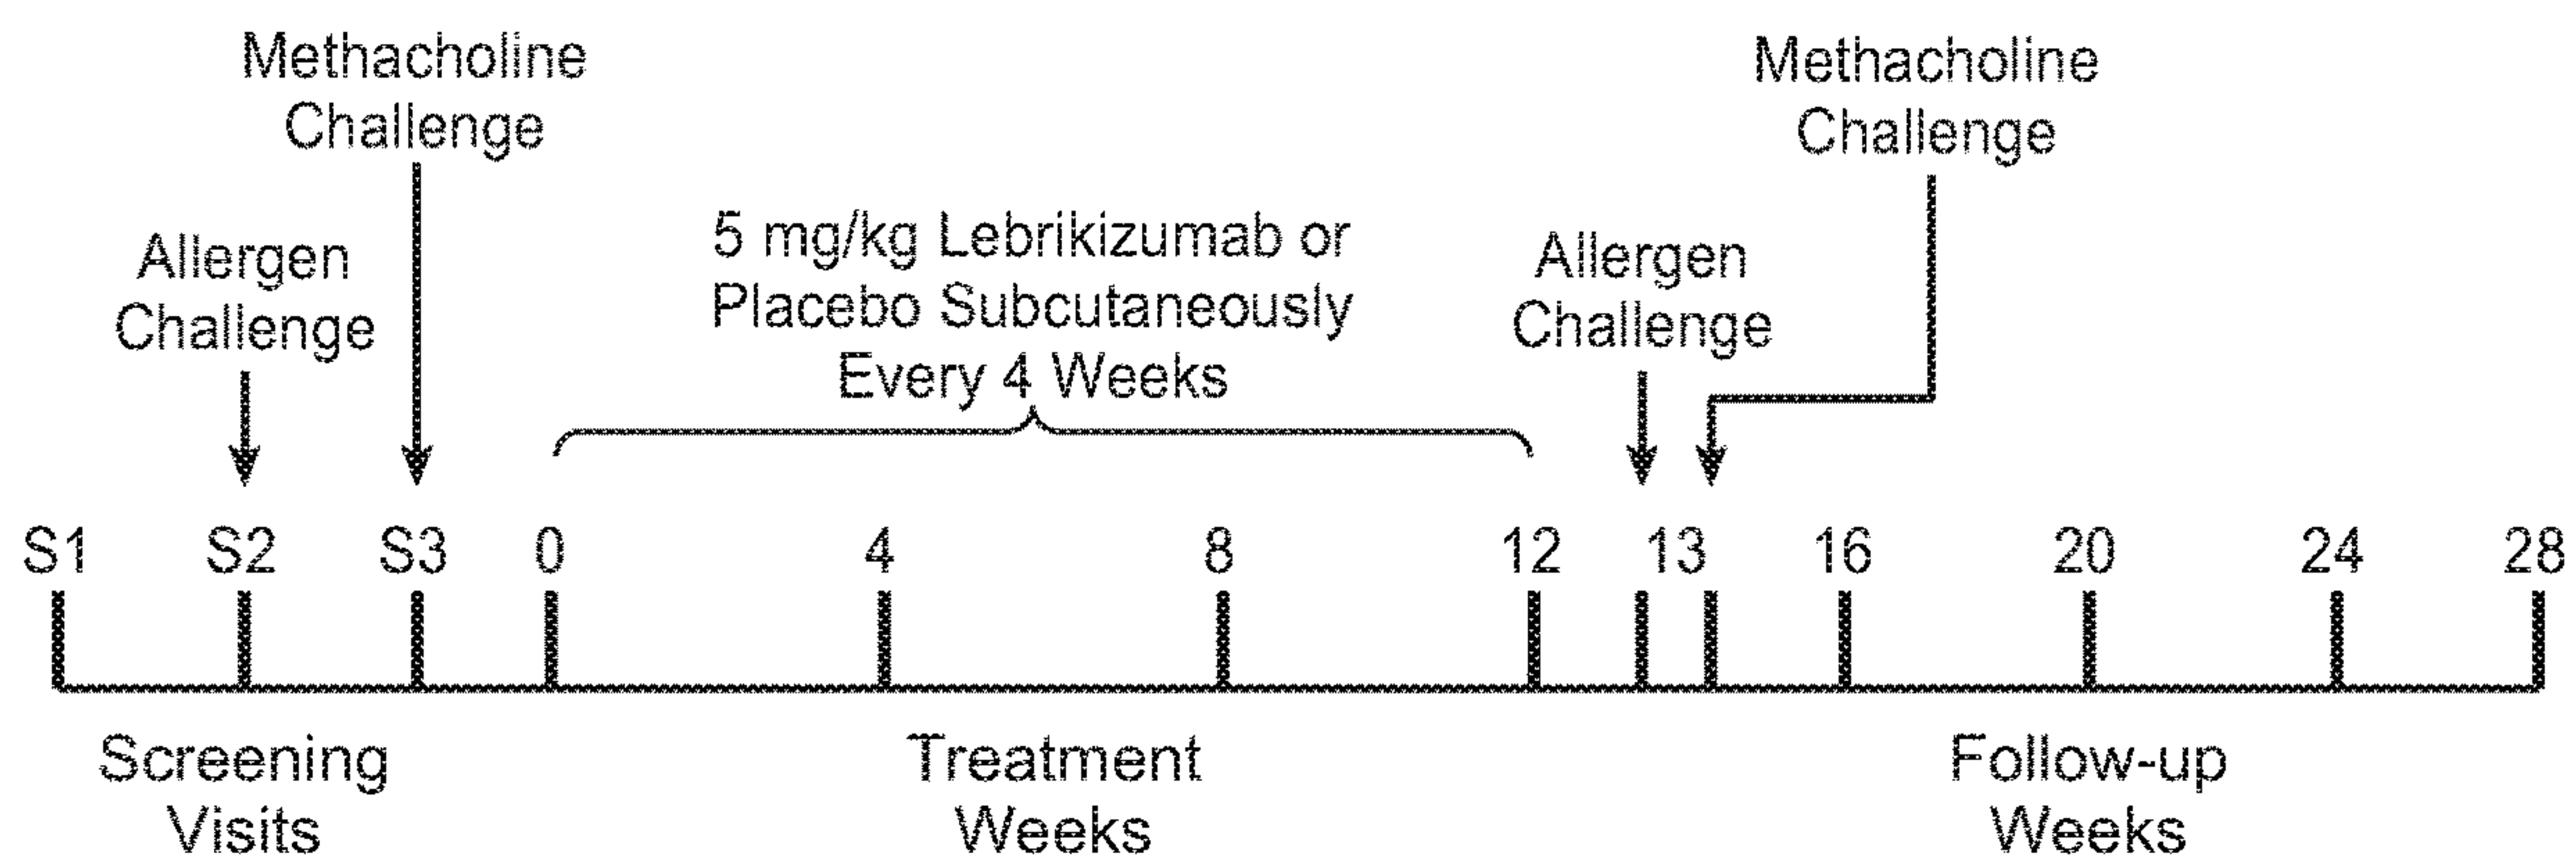 Methacholine
Challenge
Methacholine
Challenge
Allergen
Challenge
5 mg/kg Lebrikizumab or
Placebo Subcutaneously
Every 4 Weeks
Allergen
Challenge
S1 S2 S3 0 4 8 12 13 16 20 24 28
Screening
Visits
Treatment
Weeks
Follow-up
Weeks